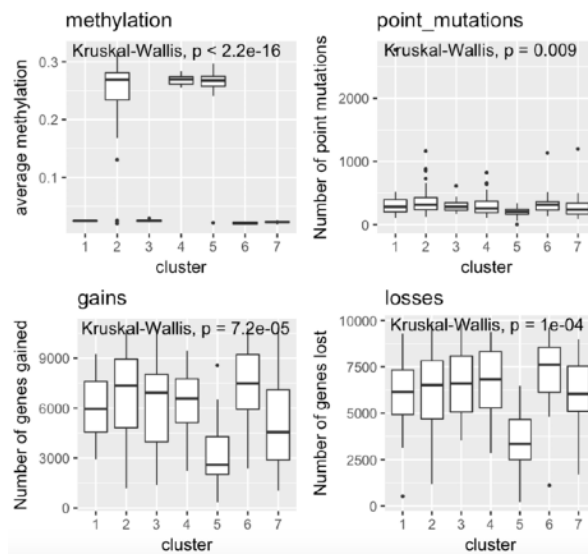 methylation
Kruskal-Wallis, p < 2.2e-16
average methylation
0.3
0.2
0.1
1 2 3 4 5 6 7
cluster
point_mutations
Kruskal-Wallis, p = 0.009
Number of point mutations
2000
1000
0
1 2 3 4 5 6 7
cluster
gains
Kruskal-Wallis, p = 7.2e-05
Number of genes gained
9000
6000
3000
0
1 2 3 4 5 6 7
cluster
losses
Kruskal-Wallis, p = 1e-04
Number of genes lost
10000
7500
5000
2500
0
1 2 3 4 5 6 7
cluster